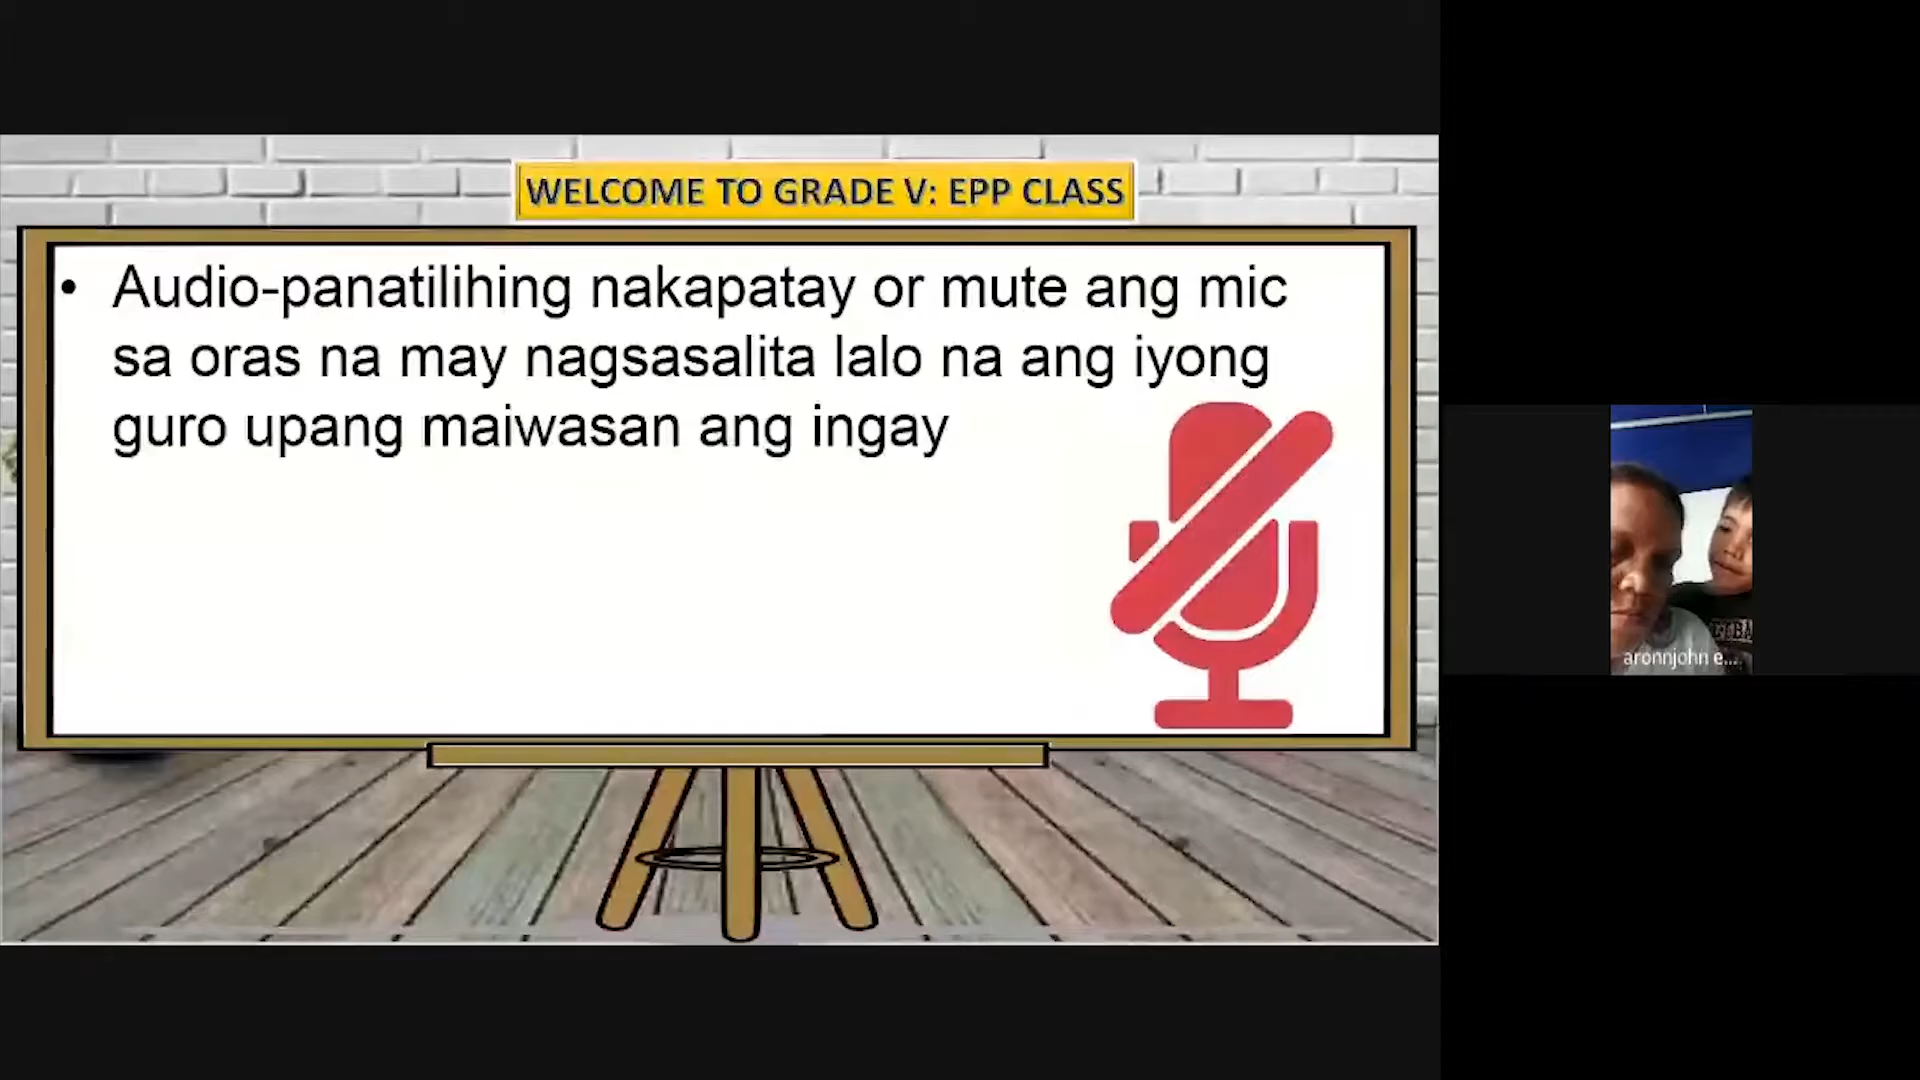 WELCOME TO GRADE V: EPP CLASS
• Audio-panatilihing nakapatay or mute ang mic
sa oras na may nagsasalita lalo na ang iyong
guro upang maiwasan ang ingay
aronnjohn e...